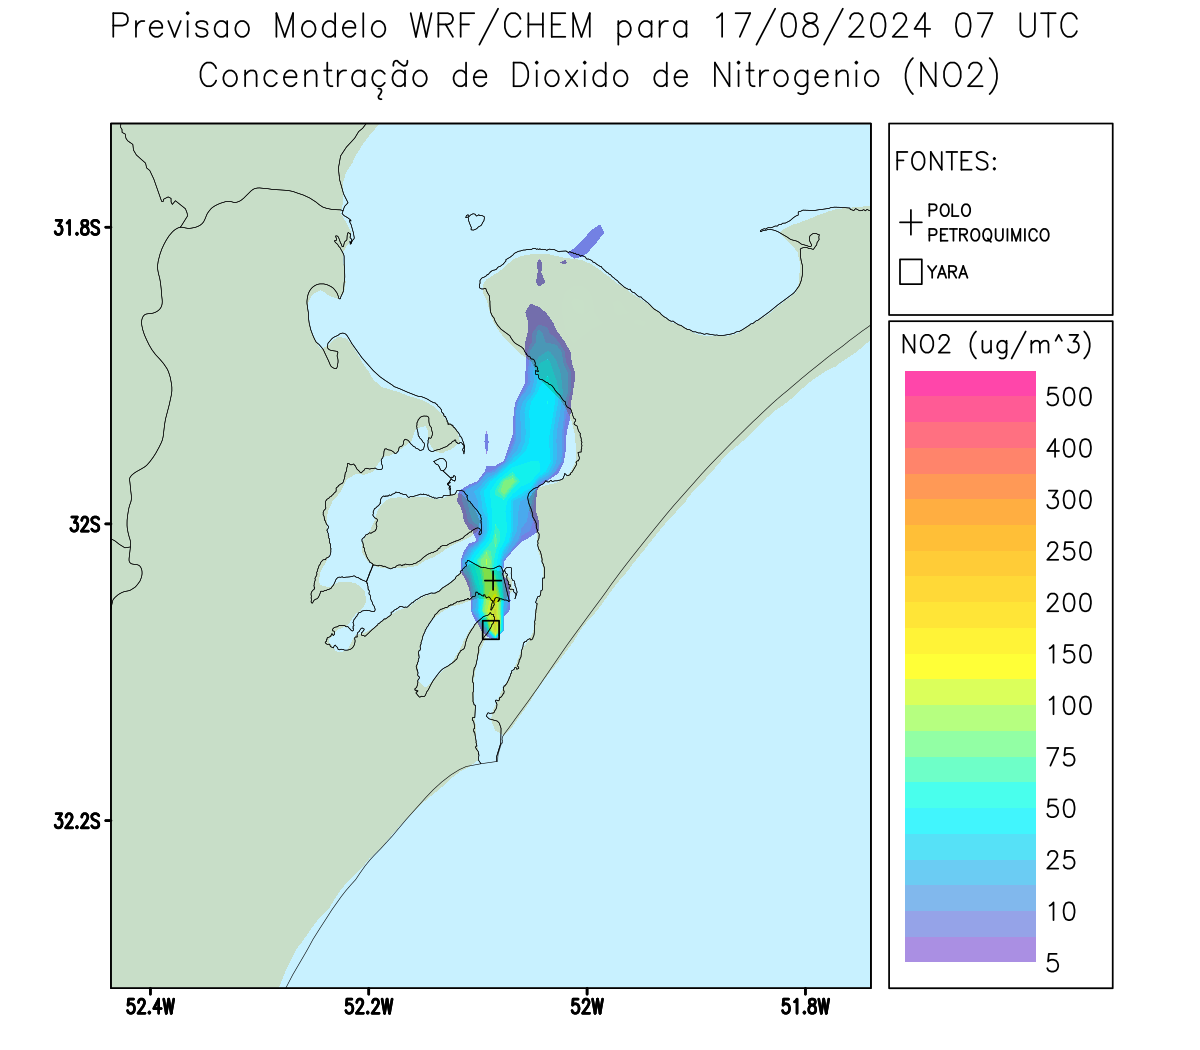 Previsao Modelo WRF/CHEM para 17/08/2024 07 UTC
Concentração de Dioxido de Nitrogenio (NO2)
FONTES:
POLO
PETROQUIMICO
YARA
31.8S
32S
32.2S
52.4W
52.2W
52W
51.8W
NO2 (ug/m^3)
500
400
300
250
200
150
100
75
50
25
10
5